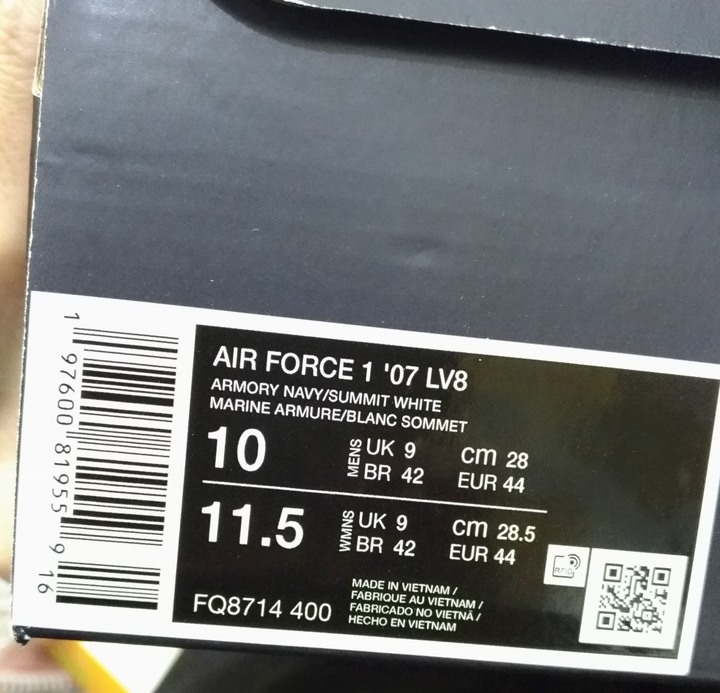 AIR FORCE 1 '07 LV8
ARMORY NAVY/SUMMIT WHITE
MARINE ARMURE/BLANC SOMMET
10 MENS UK 9 cm 28
BR 42 EUR 44
11.5 WMNS UK 9 cm 28.5
BR 42 EUR 44
FQ8714 400
MADE IN VIETNAM /
FABRIQUE AU VIETNAM /
FABRICADO NO VIETNÃ /
HECHO EN VIETNAM
RFID
1 97600 81955 9 16